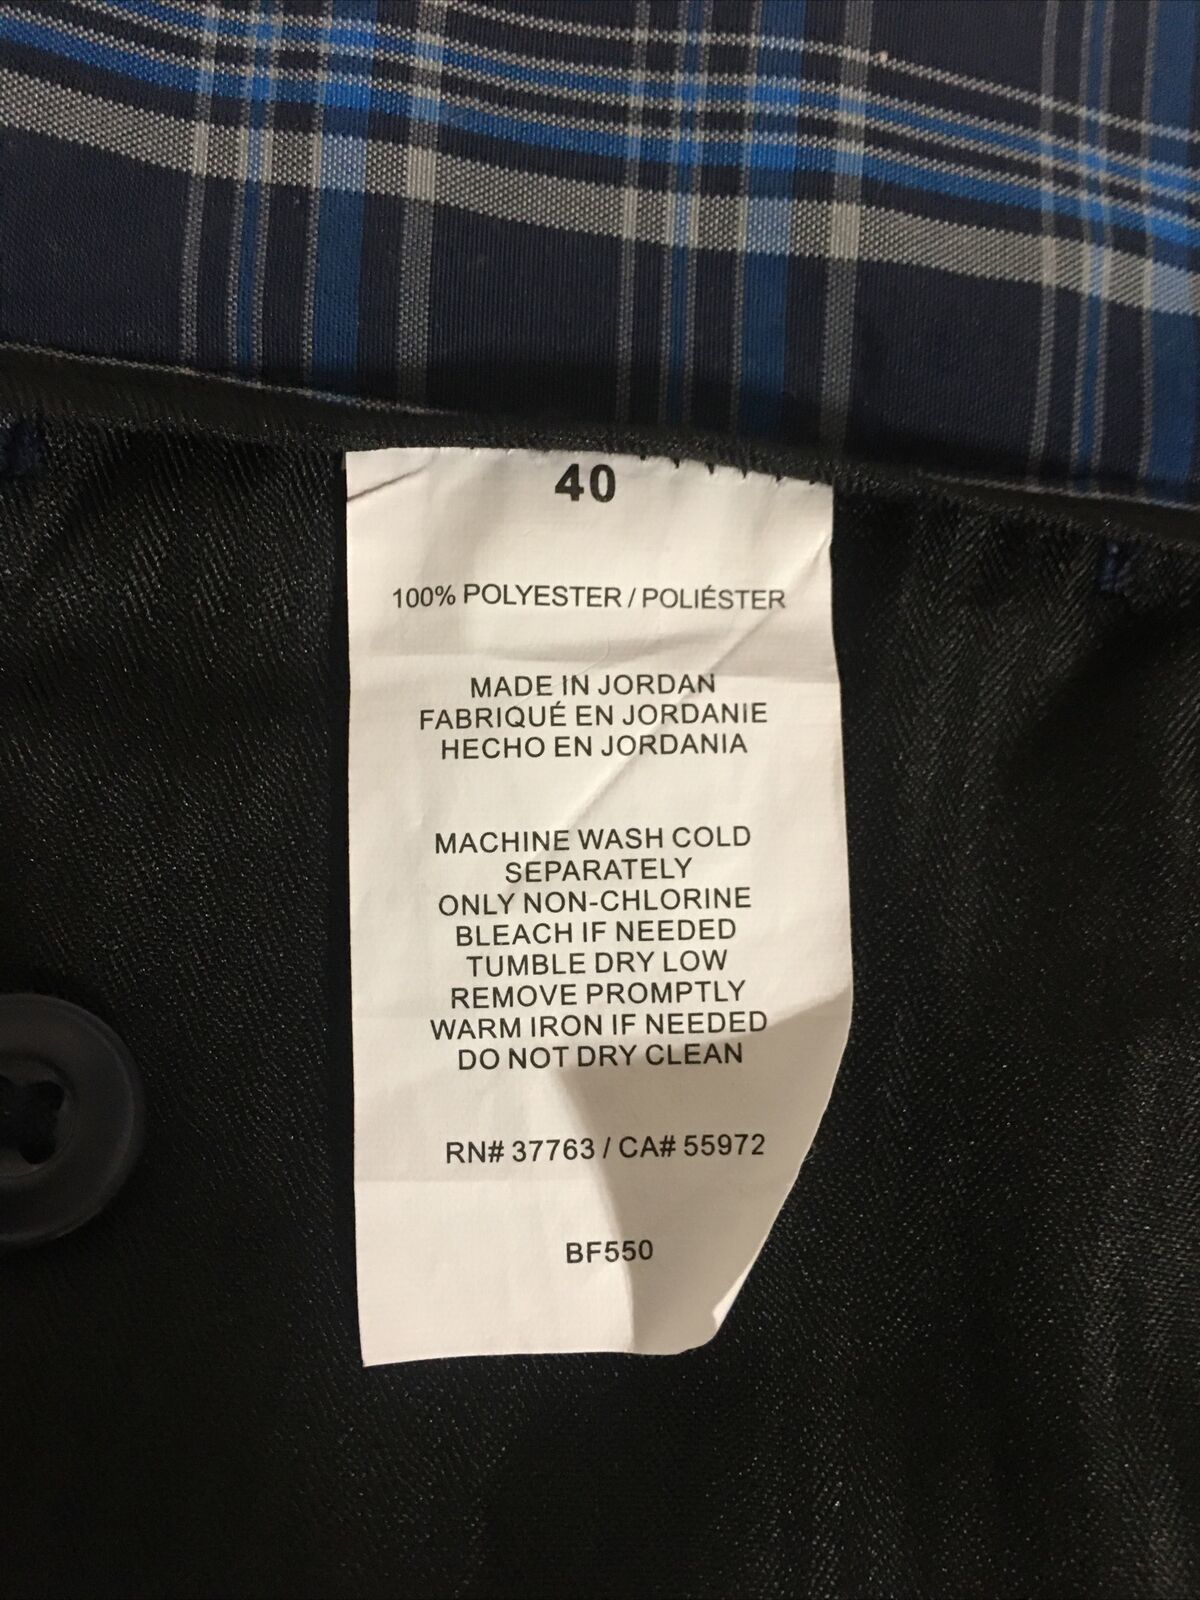 40
100% POLYESTER / POLIÉSTER
MADE IN JORDAN
FABRIQUÉ EN JORDANIE
HECHO EN JORDANIA
MACHINE WASH COLD
SEPARATELY
ONLY NON-CHLORINE
BLEACH IF NEEDED
TUMBLE DRY LOW
REMOVE PROMPTLY
WARM IRON IF NEEDED
DO NOT DRY CLEAN
RN# 37763 / CA# 55972
BF550